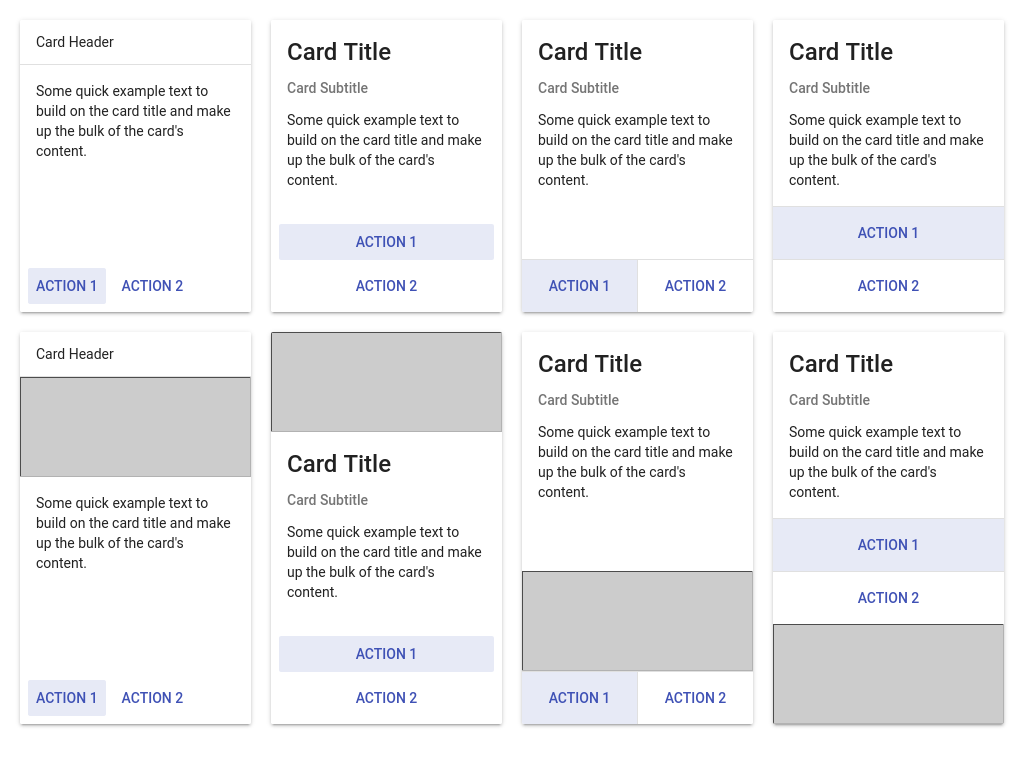 Card Header
Some quick example text to
build on the card title and make
up the bulk of the card's
content.
ACTION 1
ACTION 2
Card Title
Card Subtitle
Some quick example text to
build on the card title and make
up the bulk of the card's
content.
ACTION 1
ACTION 2
Card Title
Card Subtitle
Some quick example text to
build on the card title and make
up the bulk of the card's
content.
ACTION 1
ACTION 2
Card Title
Card Subtitle
Some quick example text to
build on the card title and make
up the bulk of the card's
content.
ACTION 1
ACTION 2
Card Header
Some quick example text to
build on the card title and make
up the bulk of the card's
content.
ACTION 1
ACTION 2
Card Title
Card Subtitle
Some quick example text to
build on the card title and make
up the bulk of the card's
content.
ACTION 1
ACTION 2
Card Title
Card Subtitle
Some quick example text to
build on the card title and make
up the bulk of the card's
content.
ACTION 1
ACTION 2
Card Title
Card Subtitle
Some quick example text to
build on the card title and make
up the bulk of the card's
content.
ACTION 1
ACTION 2